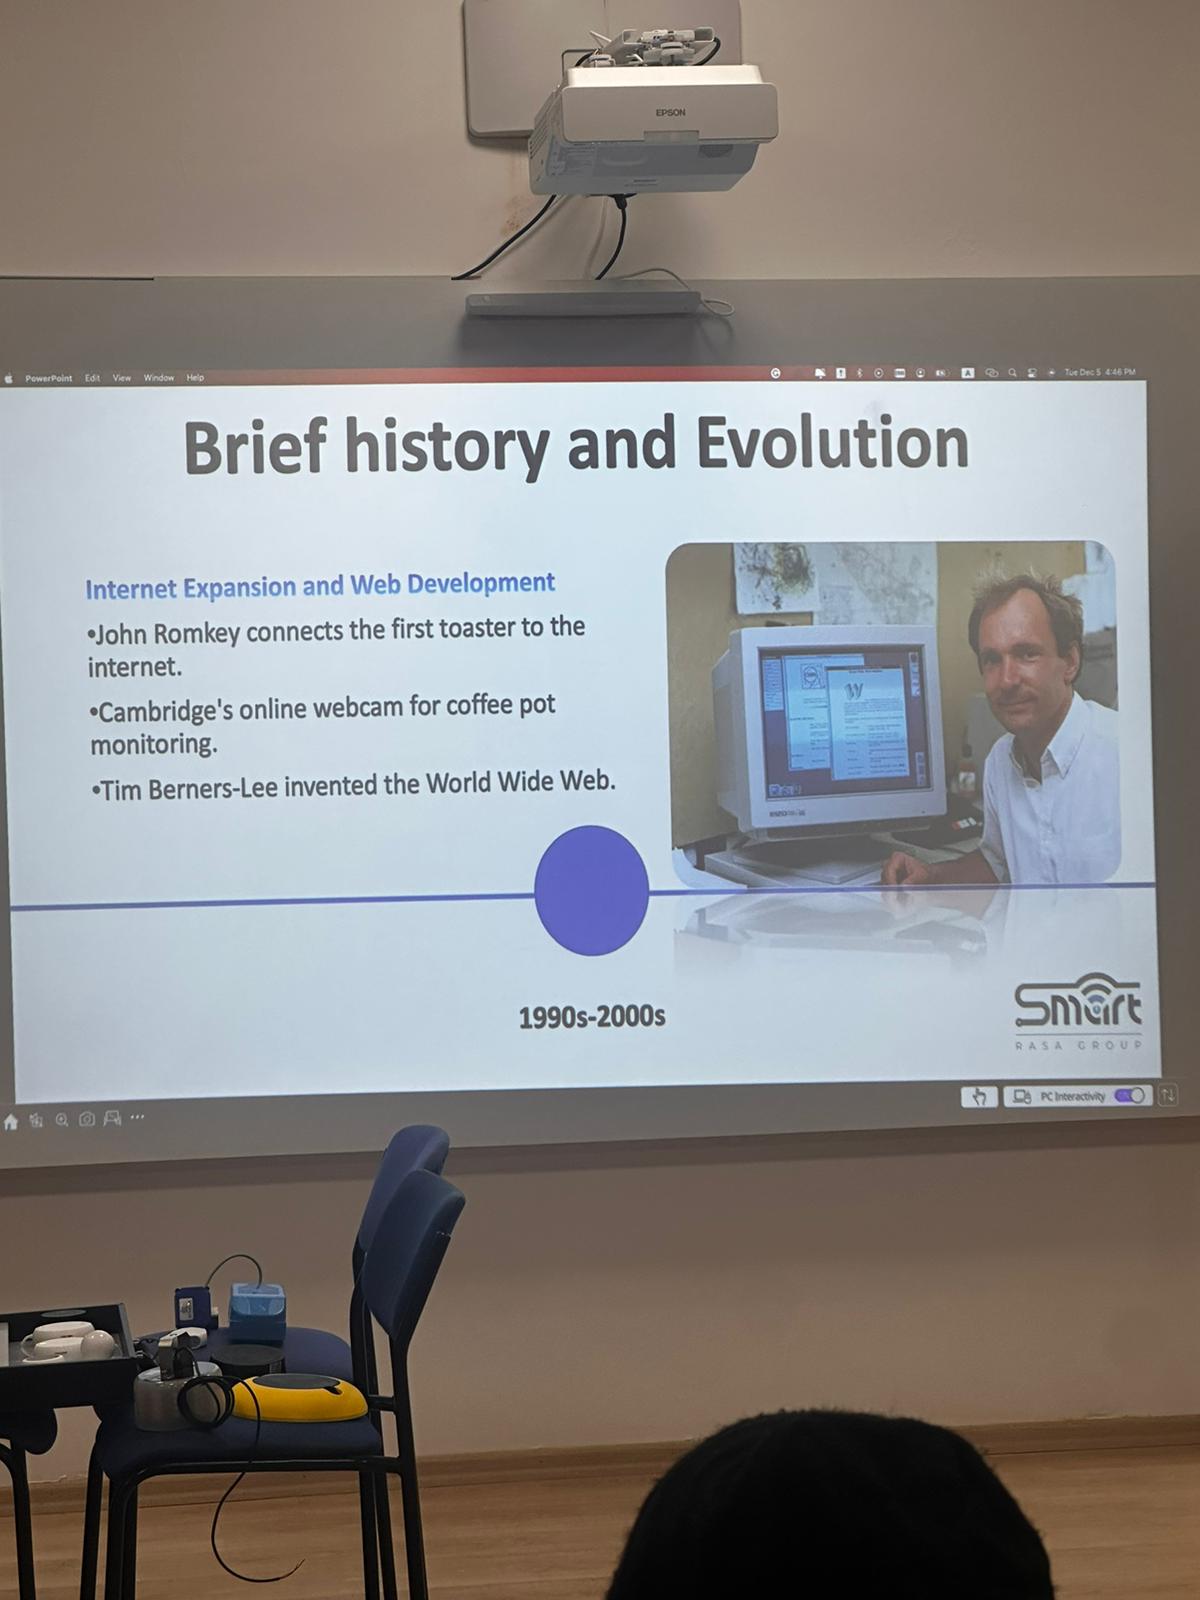 EPSON
PowerPoint Edit View Window Help
Tue Dec 5 4:46 PM
Brief history and Evolution
Internet Expansion and Web Development
•John Romkey connects the first toaster to the
internet.
•Cambridge's online webcam for coffee pot
monitoring.
•Tim Berners-Lee invented the World Wide Web.
1990s-2000s
Smart
RASA GROUP
PC Interactivity